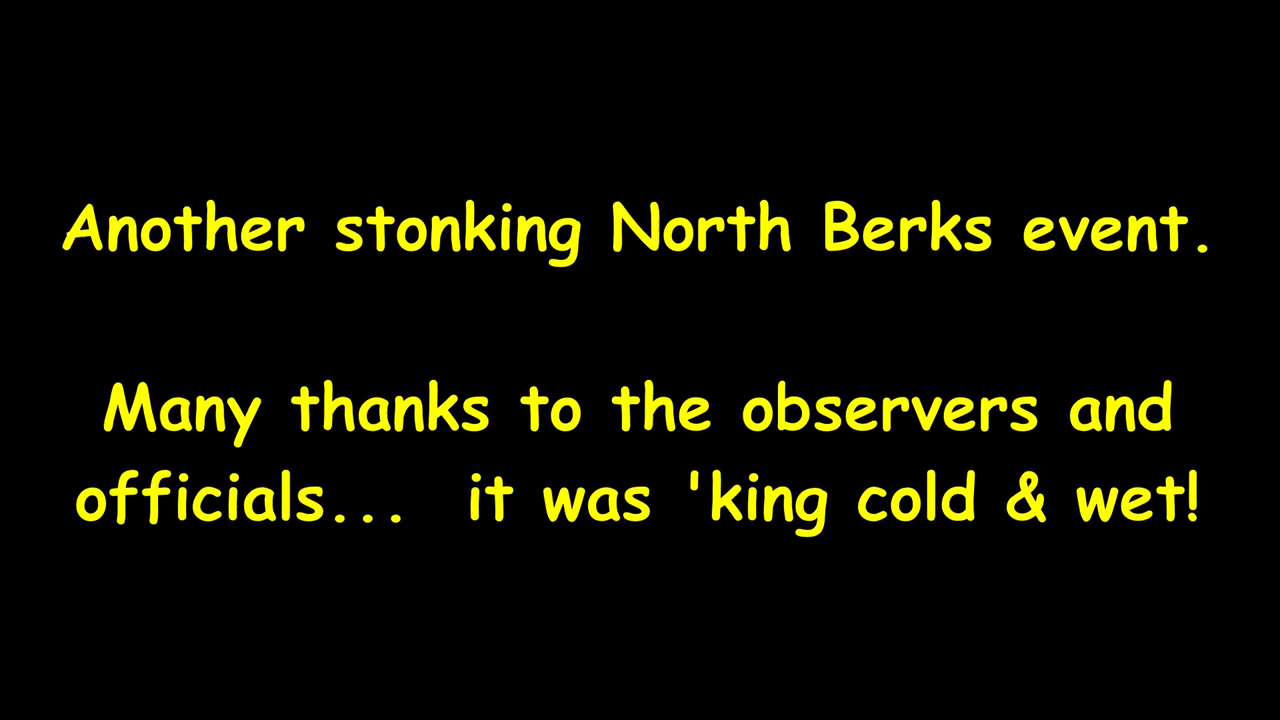 Another stonking North Berks event.
Many thanks to the observers and
officials...  it was 'king cold & wet!